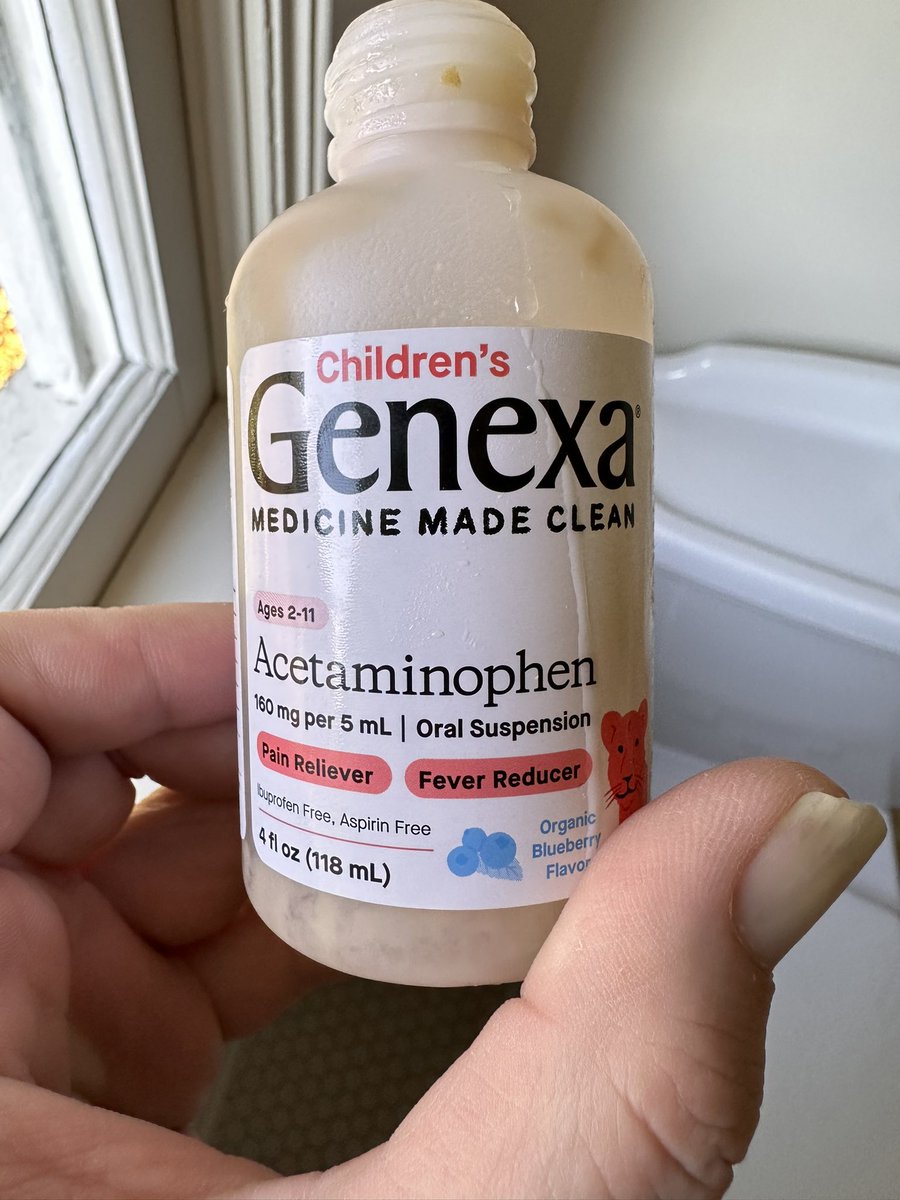 Children's
Genexa®
MEDICINE MADE CLEAN
Ages 2-11
Acetaminophen
160 mg per 5 mL | Oral Suspension
Pain Reliever
Fever Reducer
Ibuprofen Free, Aspirin Free
4 fl oz (118 mL)
Organic
Blueberry
Flavor